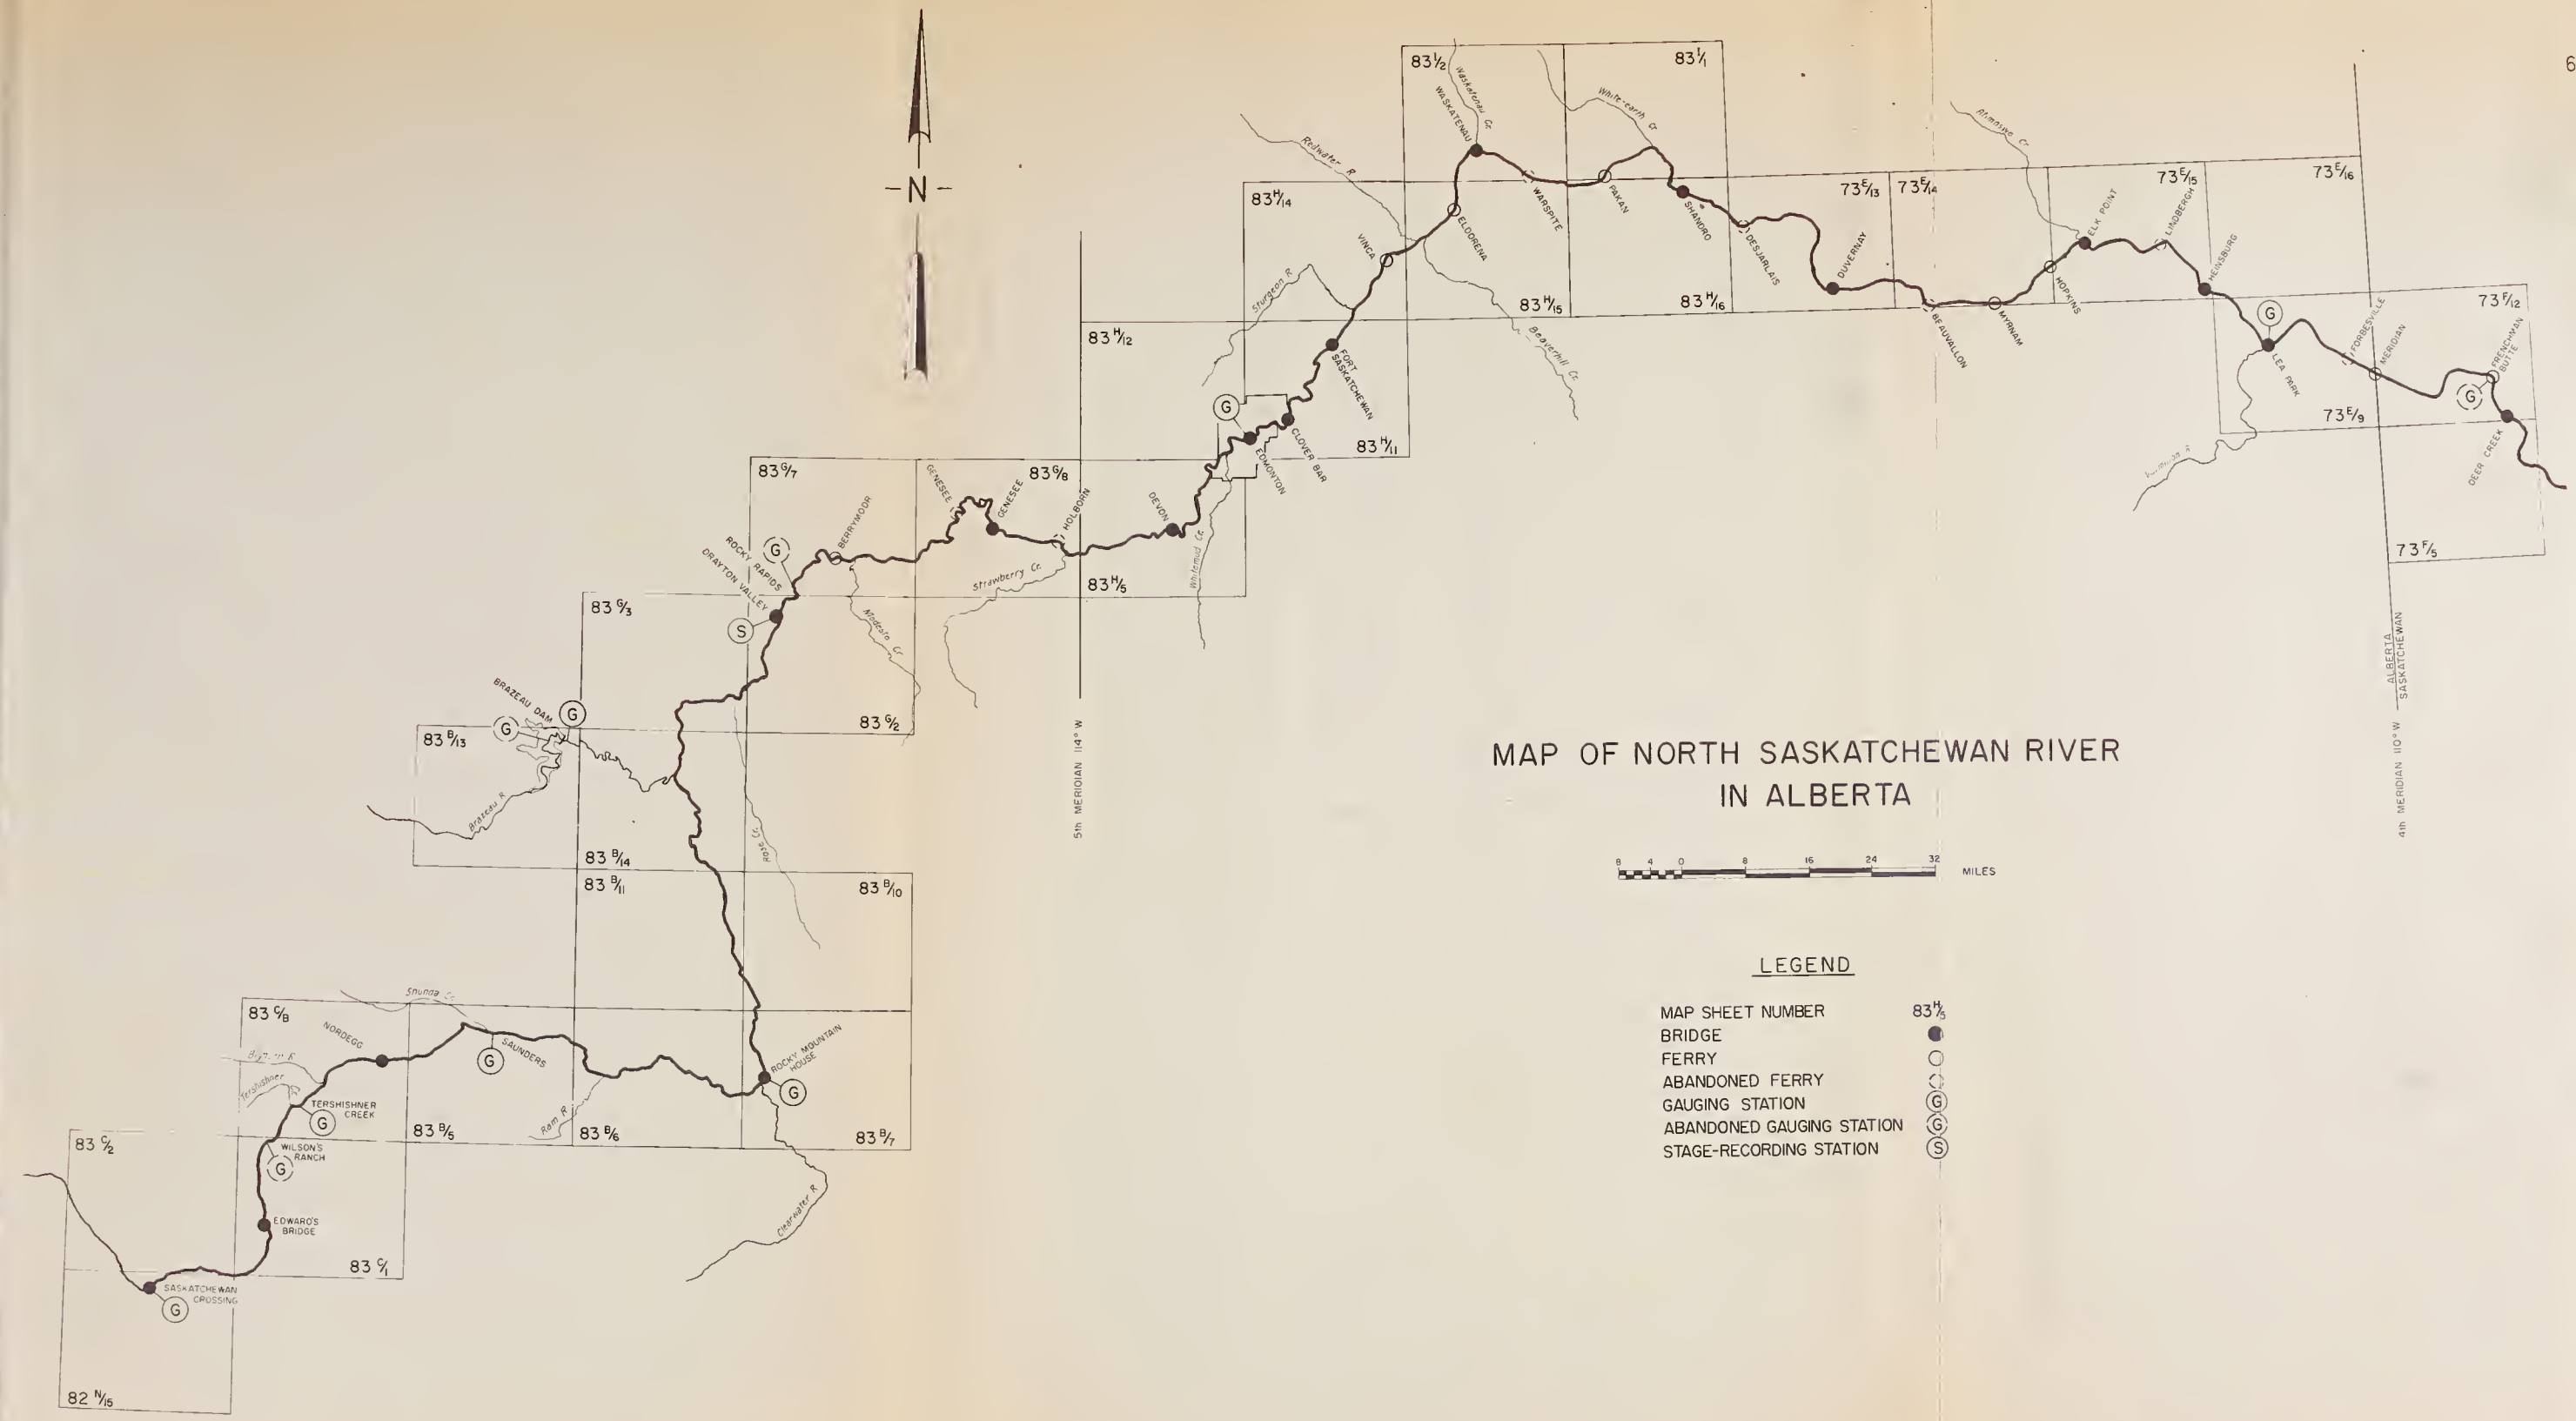 6
83 I/2
83 I/1
Waskatenau Cr.
WASKATENAU
White-earth Cr
Redwater R
83 H/14
WARSPITE
PAKAN
SHANDRO
DESJARLAIS
73 E/13
73 E/14
Atimoswe Cr
73 E/15
73 E/16
ELK POINT
LINDBERGH
HEINSBURG
HOPKINS
VINCA
ELDORENA
DUVERNAY
Sturgeon R.
83 H/15
83 H/16
BEAUVALLON
MYRNAM
Beaverhill Cr.
G
FORBESVILLE
MERIDIAN
73 F/12
FRENCHMAN
BUTTE
G
LEA PARK
73 E/9
DEER CREEK
73 F/5
-N-
83 H/12
FORT
SASKATCHEWAN
G
CLOVER BAR
EDMONTON
83 H/11
83 G/7
GENESEE
83 G/8
GENESEE
HOLBORN
DEVON
BERRYMOOR
ROCKY RAPIDS
G
DRAYTON VALLEY
S
Strawberry Cr.
83 H/5
Whitemud Cr.
Modeste Cr.
83 G/3
83 G/2
BRAZEAU DAM
G
G
83 B/13
Brazeau R
83 B/14
83 B/11
83 B/10
Rose Cr.
5th MERIDIAN 114° W
ALBERTA
SASKATCHEWAN
4th MERIDIAN 110° W
MAP OF NORTH SASKATCHEWAN RIVER
IN ALBERTA
8 4 0 8 16 24 32
MILES
LEGEND
MAP SHEET NUMBER 83 H/5
BRIDGE
FERRY
ABANDONED FERRY
GAUGING STATION G
ABANDONED GAUGING STATION G
STAGE-RECORDING STATION S
Shunda Cr.
83 C/8
NORDEGG
SAUNDERS
G
ROCKY MOUNTAIN
HOUSE
G
Bighorn R
Tershishner
TERSHISHNER
CREEK
G
Ram R
83 B/5
83 B/6
83 B/7
83 C/2
WILSON'S
RANCH
G
EDWARD'S
BRIDGE
Clearwater R
83 C/1
SASKATCHEWAN
CROSSING
G
82 N/15